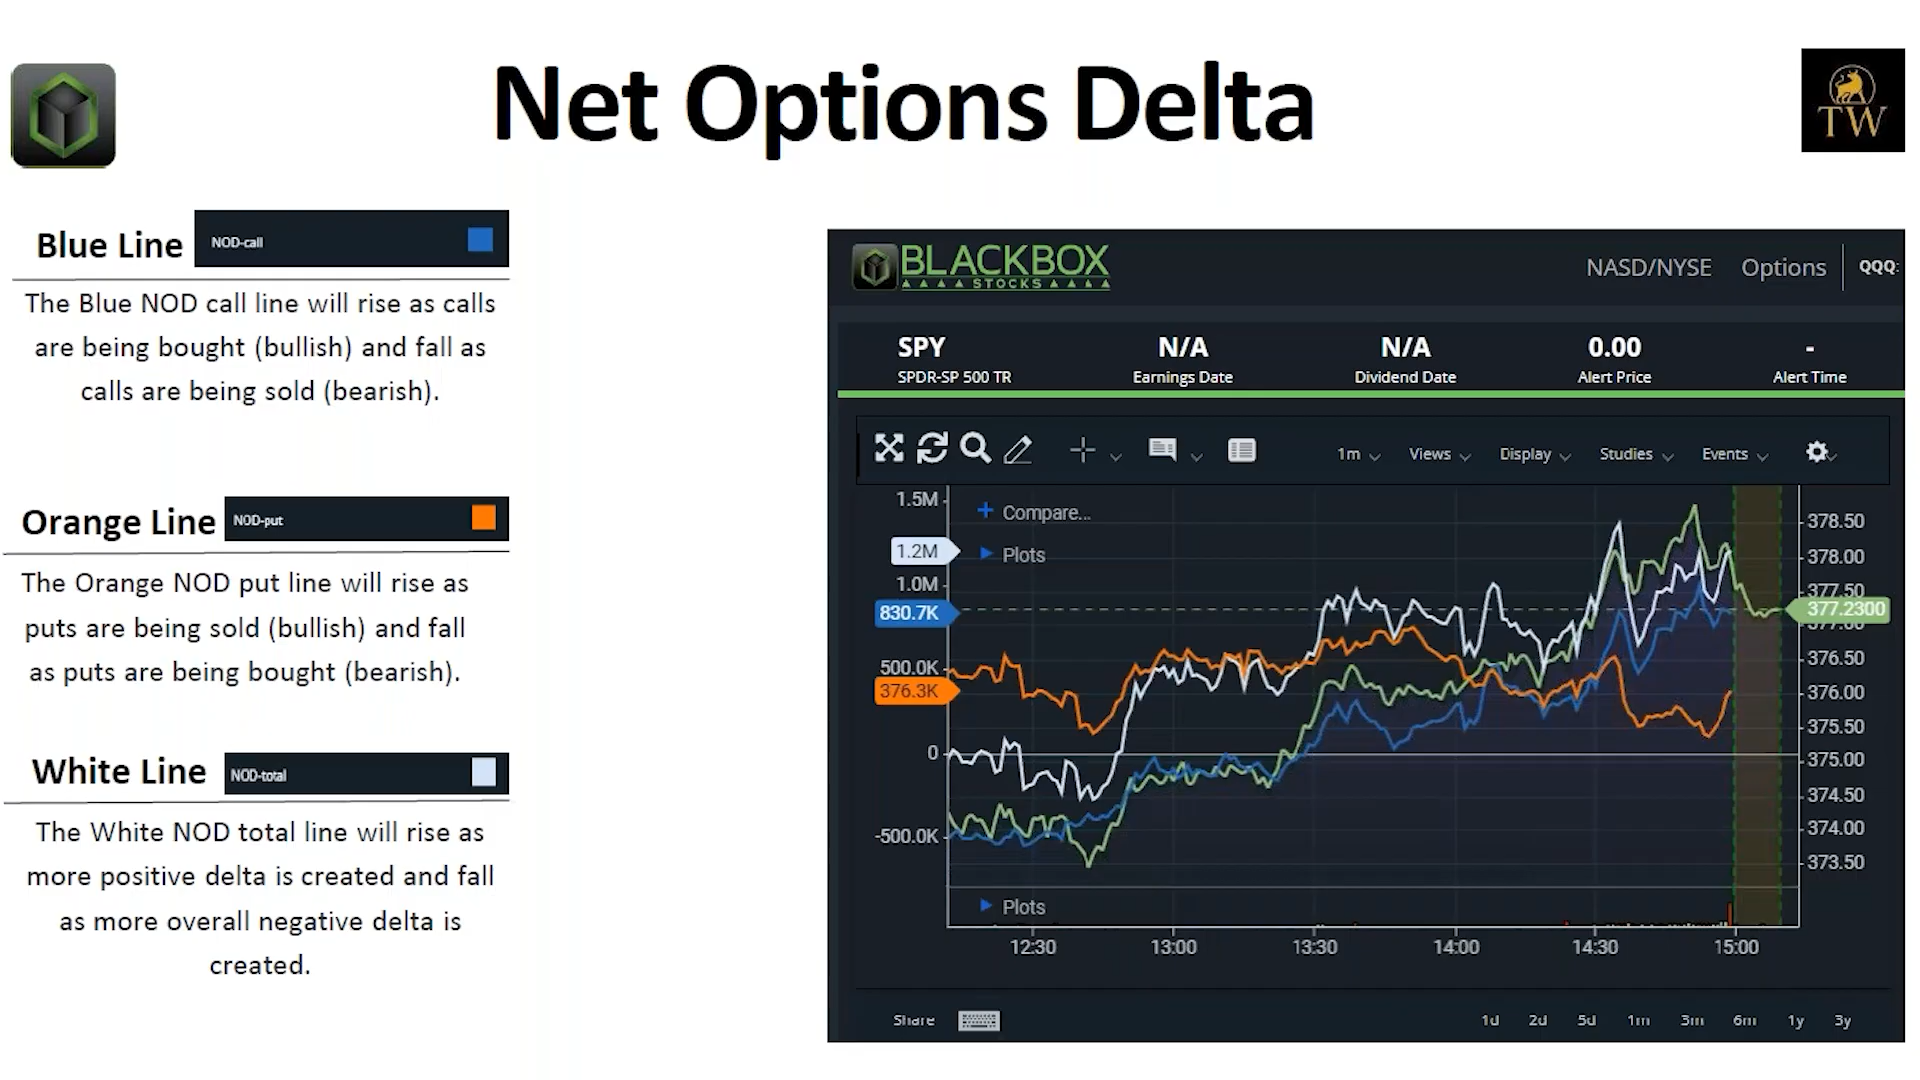 Net Options Delta
TW
Blue Line
NOD-call
The Blue NOD call line will rise as calls
are being bought (bullish) and fall as
calls are being sold (bearish).
Orange Line
NOD-put
The Orange NOD put line will rise as
puts are being sold (bullish) and fall
as puts are being bought (bearish).
White Line
NOD-total
The White NOD total line will rise as
more positive delta is created and fall
as more overall negative delta is
created.
BLACKBOX
STOCKS
NASD/NYSE Options QQQ:
SPY N/A N/A 0.00 -
SPDR-SP 500 TR Earnings Date Dividend Date Alert Price Alert Time
1m Views Display Studies Events
1.5M
1.2M
1.0M
830.7K
500.0K
376.3K
0
-500.0K
Compare...
Plots
378.50
378.00
377.50
377.2300
376.50
376.00
375.50
375.00
374.50
374.00
373.50
Plots
12:30 13:00 13:30 14:00 14:30 15:00
Share 1d 2d 5d 1m 3m 6m 1y 3y